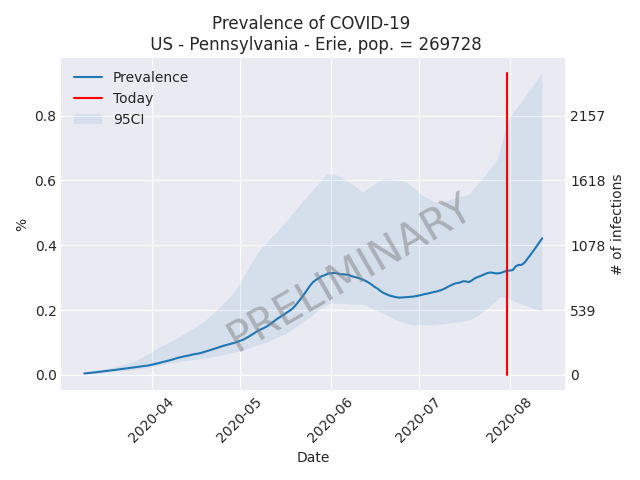 Prevalence of COVID-19
US - Pennsylvania - Erie, pop. = 269728
Prevalence
Today
95CI
0.8
0.6
0.4
0.2
0.0
%
2157
1618
1078
539
0
# of infections
PRELIMINARY
2020-04
2020-05
2020-06
2020-07
2020-08
Date